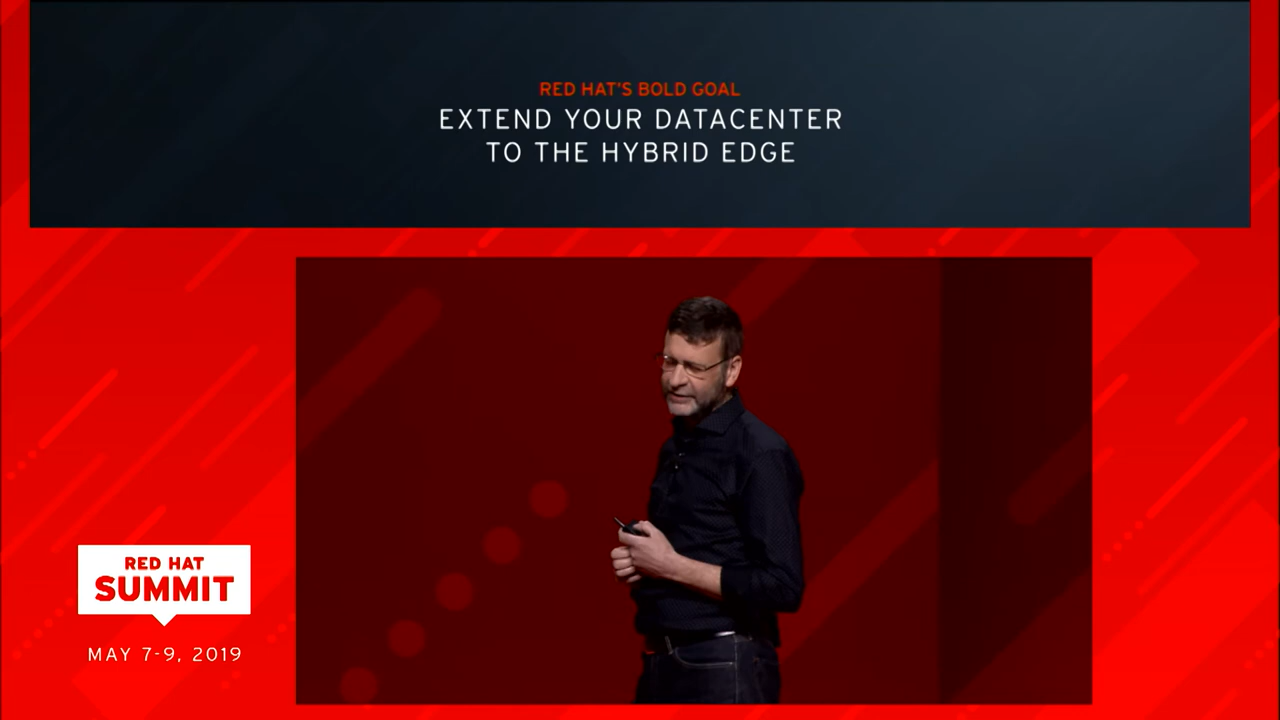 RED HAT'S BOLD GOAL
EXTEND YOUR DATACENTER
TO THE HYBRID EDGE
RED HAT
SUMMIT
MAY 7-9, 2019